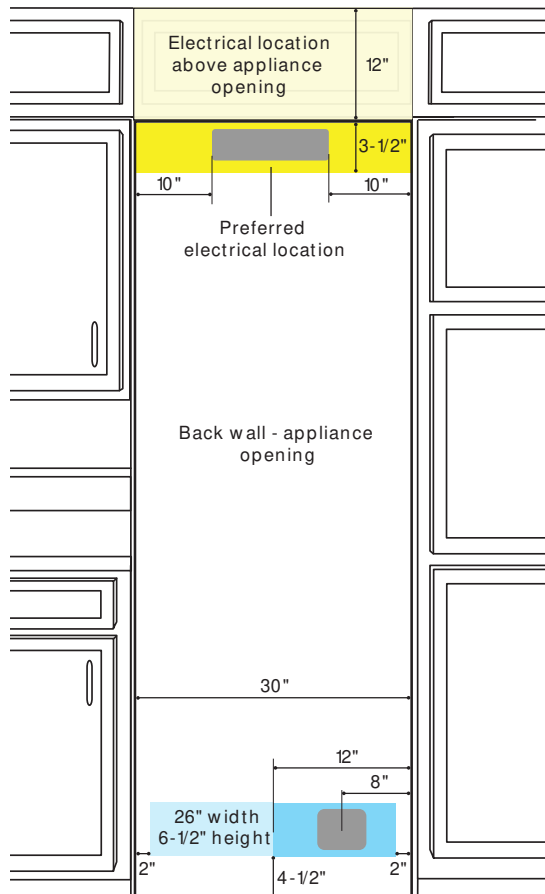 Electrical location
above appliance
opening
12"
3-1/2"
10"
10"
Preferred
electrical location
Back wall - appliance
opening
30"
12"
8"
26" width
6-1/2" height
2"
2"
4-1/2"